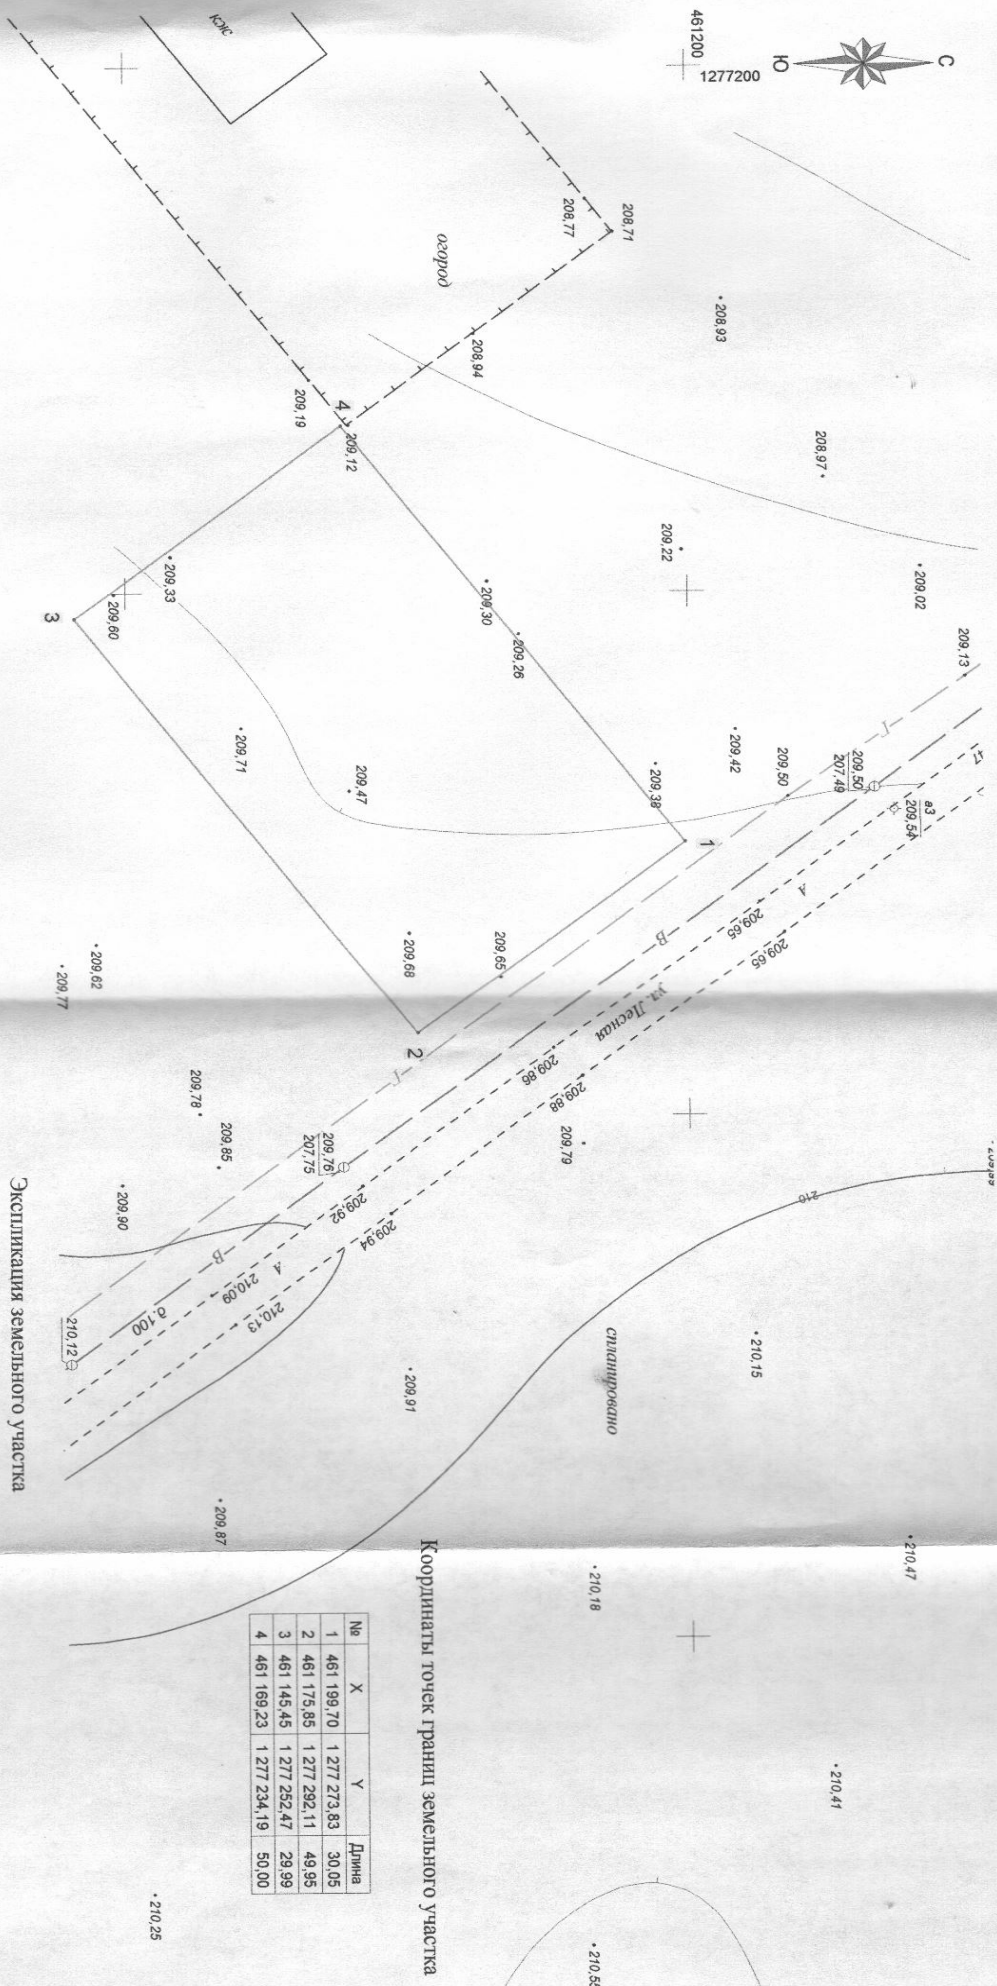 С
Ю
461200
1277200
КЖ
огород
208,71
208,77
208,93
208,94
208,97
209,02
209,13
209,19
4
209,12
209,22
209,30
209,26
209,33
209,60
3
209,71
209,47
209,38
209,42
209,50
209,50
207,49
вз
209,54
1
Г
А
В
209,65
209,65
209,65
209,68
ул. Лесная
2
Г
209,86
209,88
209,62
209,77
209,78
209,85
209,79
209,76
207,75
209,90
209,92
209,94
В
А
210,09
210,13
д.100
210,12
210
спланировано
210,15
209,91
209,87
210,47
210,18
210,41
210,25
Экспликация земельного участка
Координаты точек границ земельного участка
№ X Y Длина
1 461 199,70 1 277 273,83 30,05
2 461 175,85 1 277 292,11 49,95
3 461 145,45 1 277 252,47 29,99
4 461 169,23 1 277 234,19 50,00